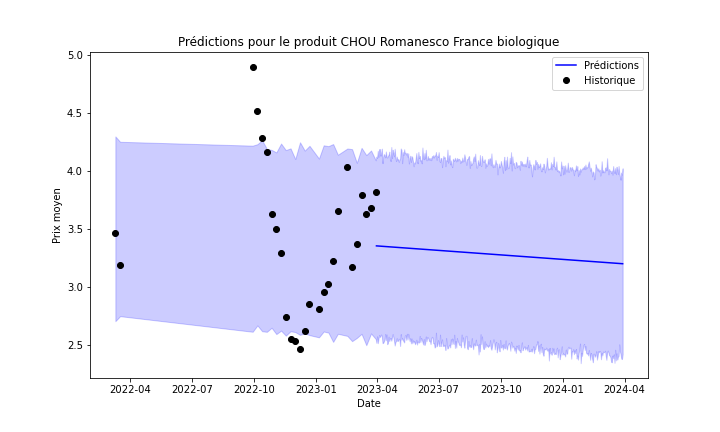 Prédictions pour le produit CHOU Romanesco France biologique
Prédictions
Historique
Prix moyen
5.0
4.5
4.0
3.5
3.0
2.5
2022-04 2022-07 2022-10 2023-01 2023-04 2023-07 2023-10 2024-01 2024-04
Date